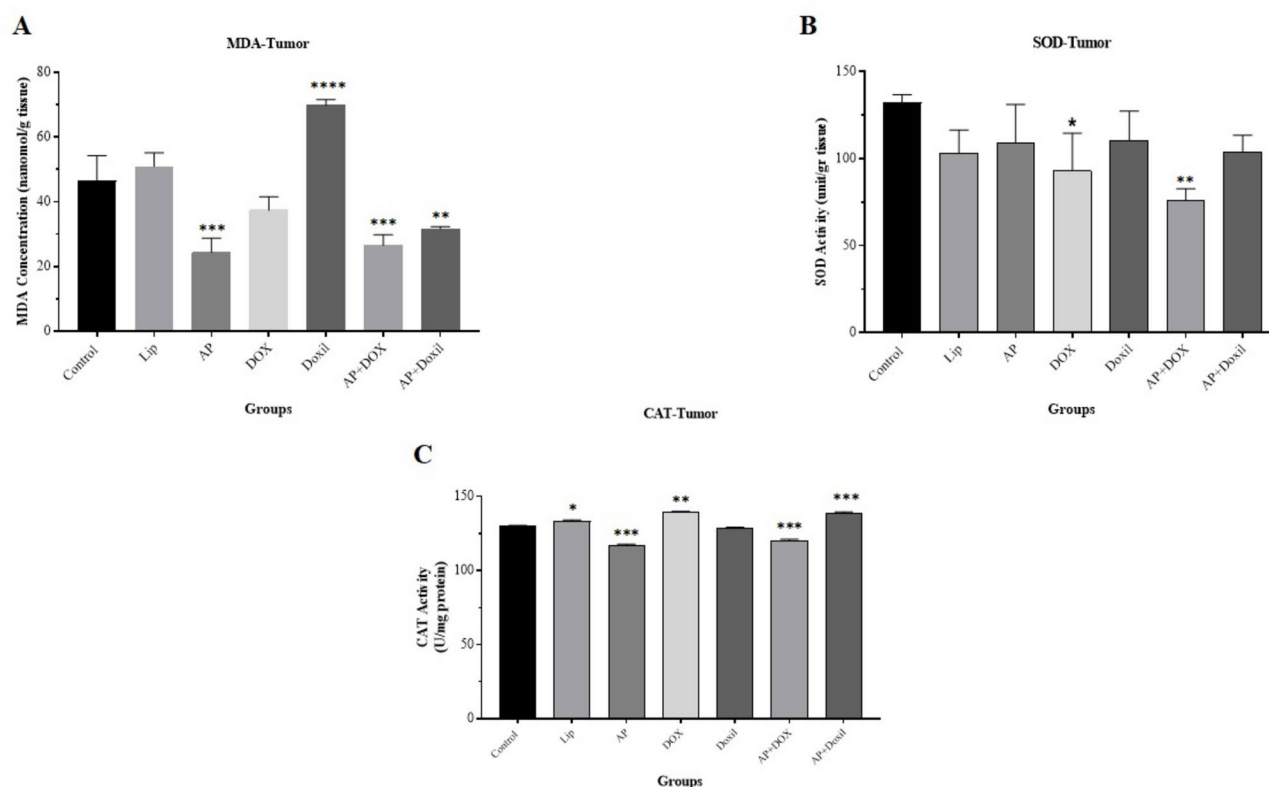 A
MDA-Tumor
MDA Concentration (nanomol/g tissue)
80
60
40
20
0
****
***
***
**
Control
Lip
AP
DOX
Doxil
AP+DOX
AP+Doxil
Groups
B
SOD-Tumor
SOD Activity (unit/gr tissue)
150
100
50
0
*
**
Control
Lip
AP
DOX
Doxil
AP+DOX
AP+Doxil
Groups
CAT-Tumor
C
CAT Activity
(U/mg protein)
150
100
50
0
*
***
**
***
***
Control
Lip
AP
DOX
Doxil
AP+DOX
AP+Doxil
Groups